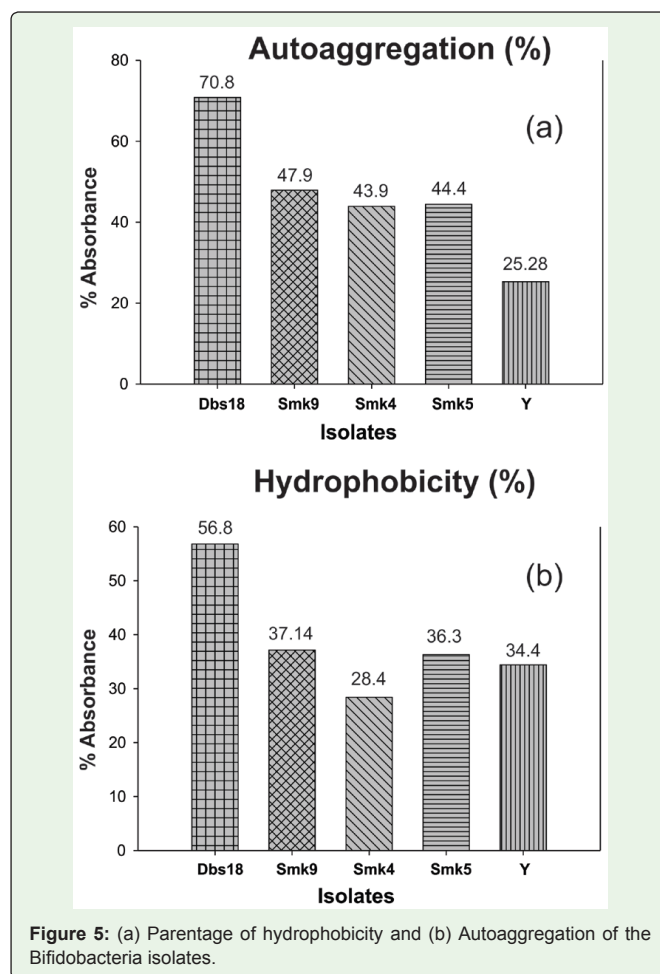 Autoaggregation (%)
80
60
40
20
0
% Absorbance
(a)
70.8
47.9
43.9
44.4
25.28
Dbs18 Smk9 Smk4 Smk5 Y
Isolates
Hydrophobicity (%)
60
50
40
30
20
10
0
% Absorbance
(b)
56.8
37.14
28.4
36.3
34.4
Dbs18 Smk9 Smk4 Smk5 Y
Isolates
Figure 5: (a) Parentage of hydrophobicity and (b) Autoaggregation of the
Bifidobacteria isolates.